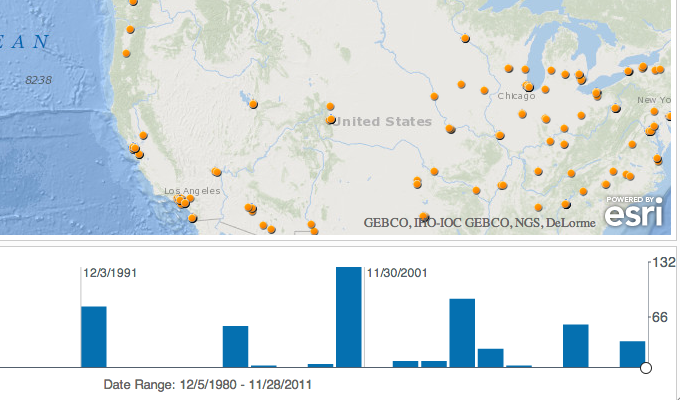 E A N
8238
Chicago
New Yo
United States
Los Angeles
POWERED BY
esri
GEBCO, IHO-IOC GEBCO, NGS, DeLorme
132
12/3/1991
11/30/2001
66
Date Range: 12/5/1980 - 11/28/2011